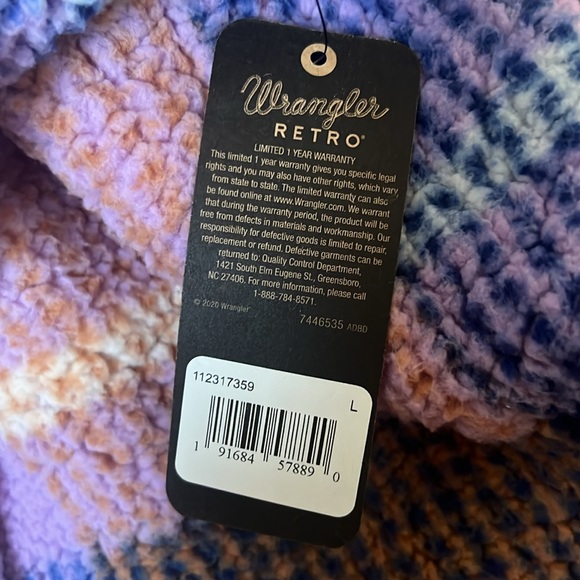 Wrangler
RETRO®
LIMITED 1 YEAR WARRANTY
This limited 1 year warranty gives you specific legal
rights and you may also have other rights, which vary
from state to state. The limited warranty can also
be found online at www.Wrangler.com. We warrant
that during the warranty period, the product will be
free from defects in materials and workmanship. Our
responsibility for defective goods is limited to repair,
replacement or refund. Defective garments can be
returned to: Quality Control Department,
1421 South Elm Eugene St., Greensboro,
NC 27406. For more information, please call
1-888-784-8571.
© 2020 Wrangler
7446535 ADBD
112317359
L
1 91684 57889 0